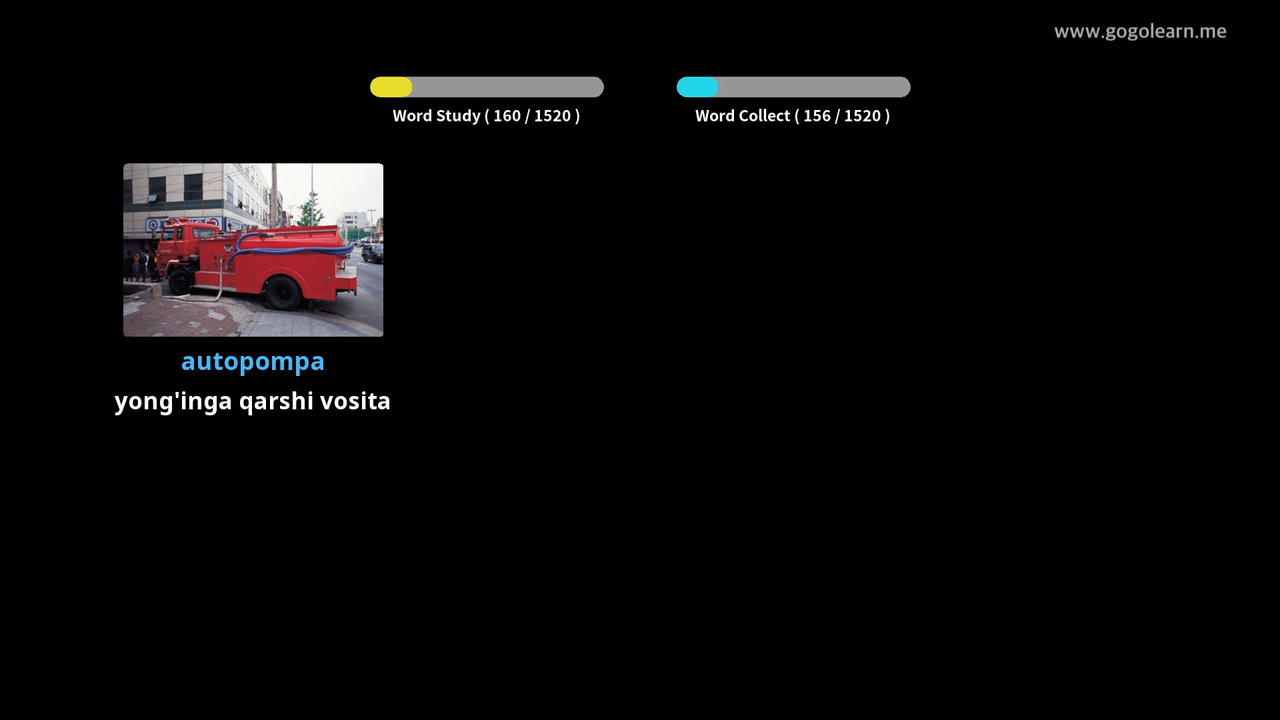 www.gogolearn.me
Word Study ( 160 / 1520 )
Word Collect ( 156 / 1520 )
autopompa
yong'inga qarshi vosita